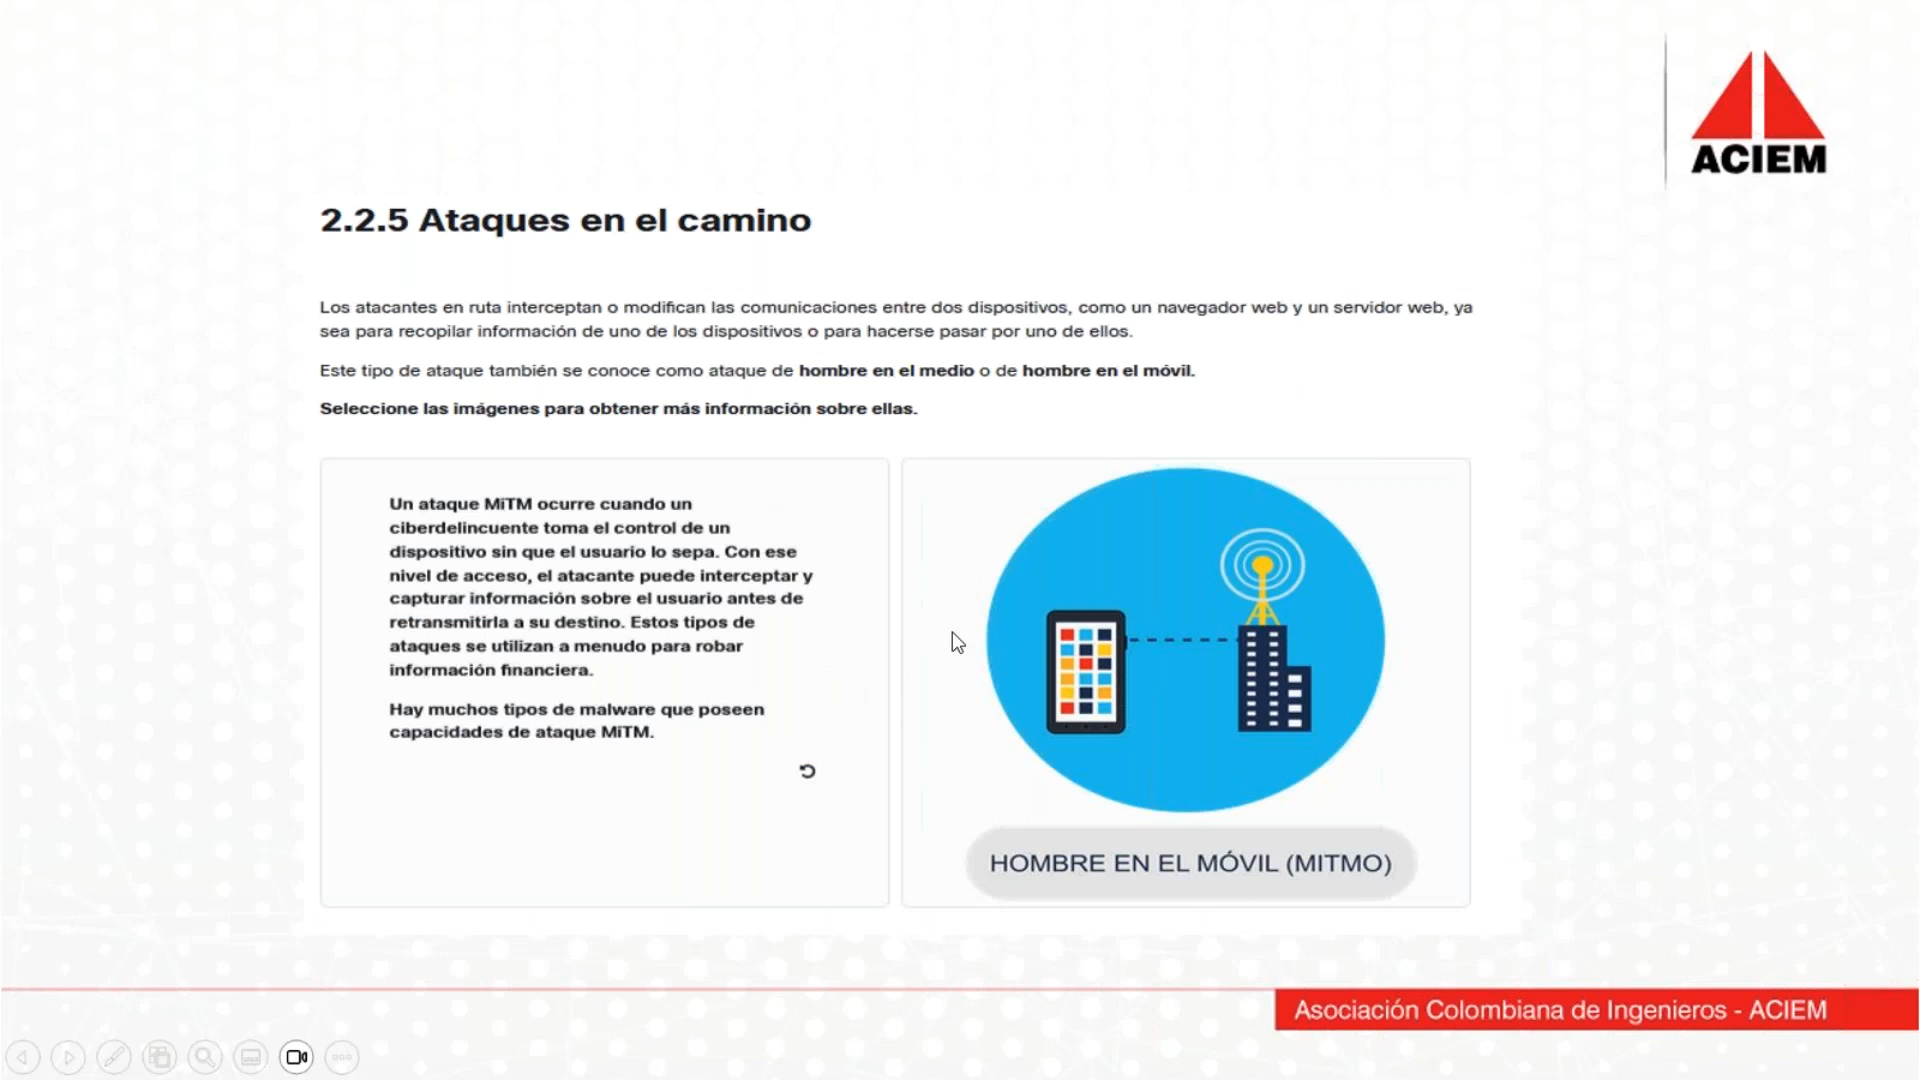 ACIEM
2.2.5 Ataques en el camino
Los atacantes en ruta interceptan o modifican las comunicaciones entre dos dispositivos, como un navegador web y un servidor web, ya
sea para recopilar información de uno de los dispositivos o para hacerse pasar por uno de ellos.
Este tipo de ataque también se conoce como ataque de hombre en el medio o de hombre en el móvil.
Seleccione las imágenes para obtener más información sobre ellas.
Un ataque MiTM ocurre cuando un
ciberdelincuente toma el control de un
dispositivo sin que el usuario lo sepa. Con ese
nivel de acceso, el atacante puede interceptar y
capturar información sobre el usuario antes de
retransmitirla a su destino. Estos tipos de
ataques se utilizan a menudo para robar
información financiera.
Hay muchos tipos de malware que poseen
capacidades de ataque MiTM.
HOMBRE EN EL MÓVIL (MITMO)
Asociación Colombiana de Ingenieros - ACIEM